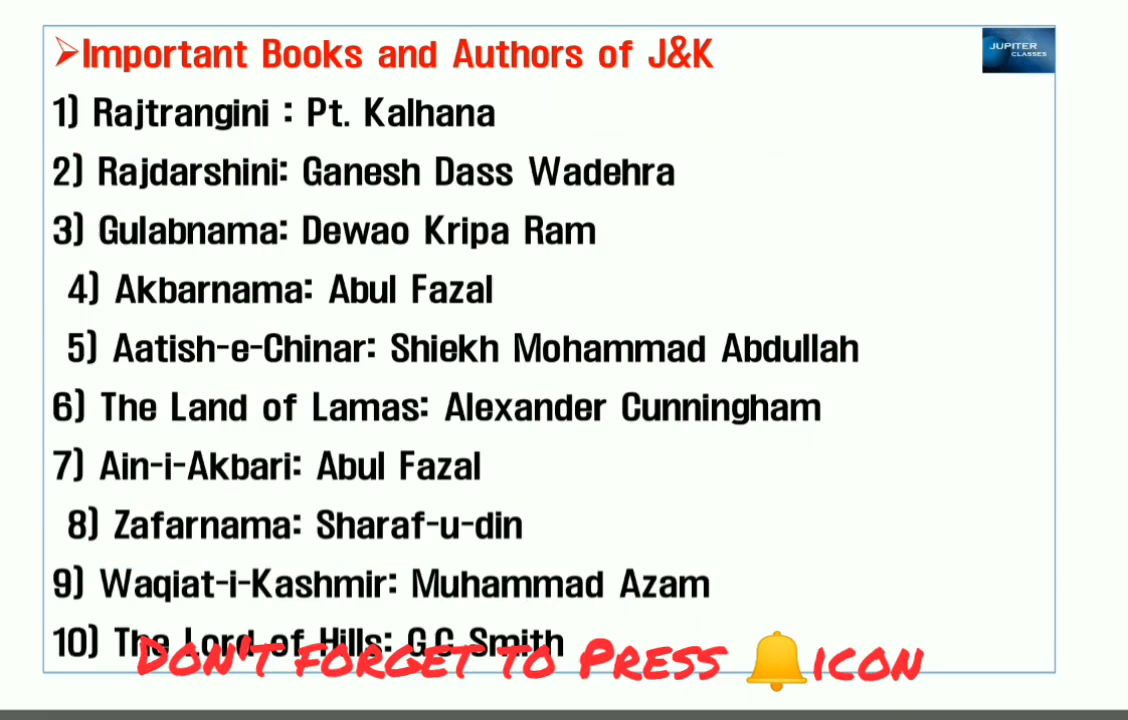 ➢Important Books and Authors of J&K
JUPITER
CLASSES
1) Rajtrangini : Pt. Kalhana
2) Rajdarshini: Ganesh Dass Wadehra
3) Gulabnama: Dewao Kripa Ram
4) Akbarnama: Abul Fazal
5) Aatish-e-Chinar: Shiekh Mohammad Abdullah
6) The Land of Lamas: Alexander Cunningham
7) Ain-i-Akbari: Abul Fazal
8) Zafarnama: Sharaf-u-din
9) Waqiat-i-Kashmir: Muhammad Azam
10) The Lord of Hills: G.C Smith
DON'T FORGET TO PRESS 🔔ICON